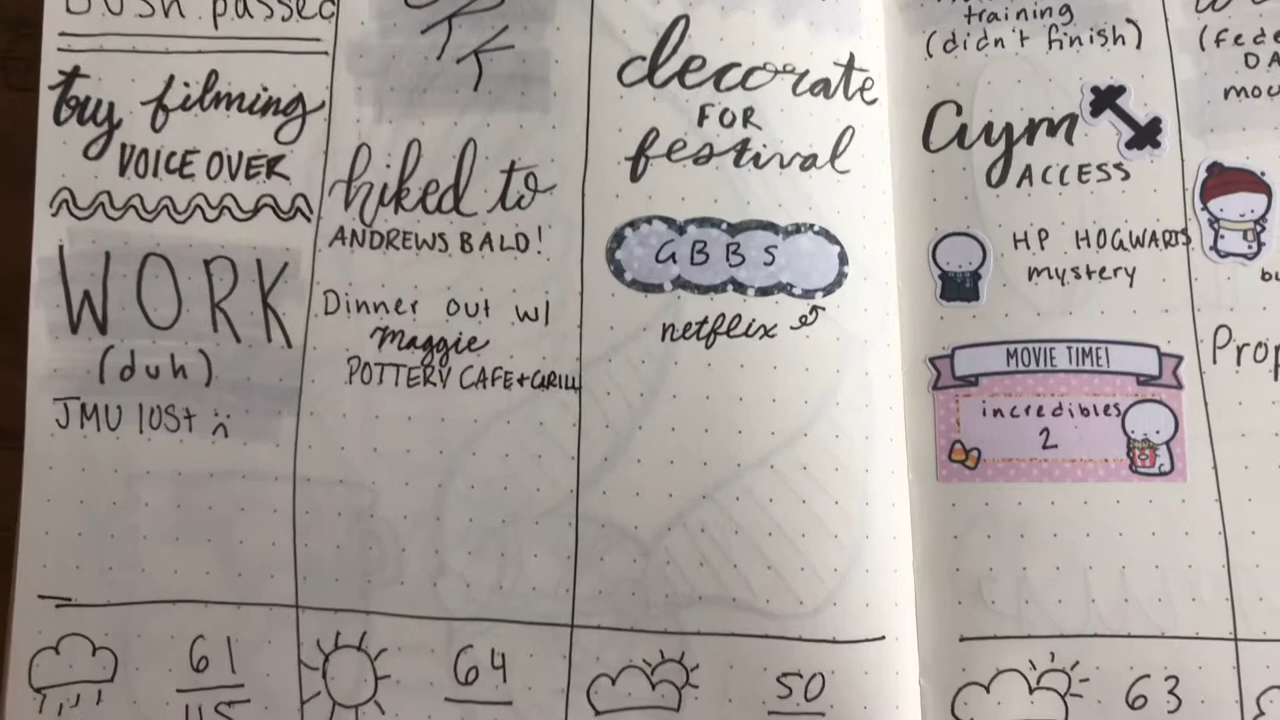 Bush passed
try filming
VOICE OVER
WORK
(duh)
JMU lost
61
hiked to
ANDREWS BALD!
Dinner out w/
Maggie
POTTERY CAFE+GRILL
64
decorate
FOR
festival
GBBS
netflix
50
training
(didn't finish)
Gym
ACCESS
HP HOGWARTS
mystery
MOVIE TIME!
incredibles
2
63